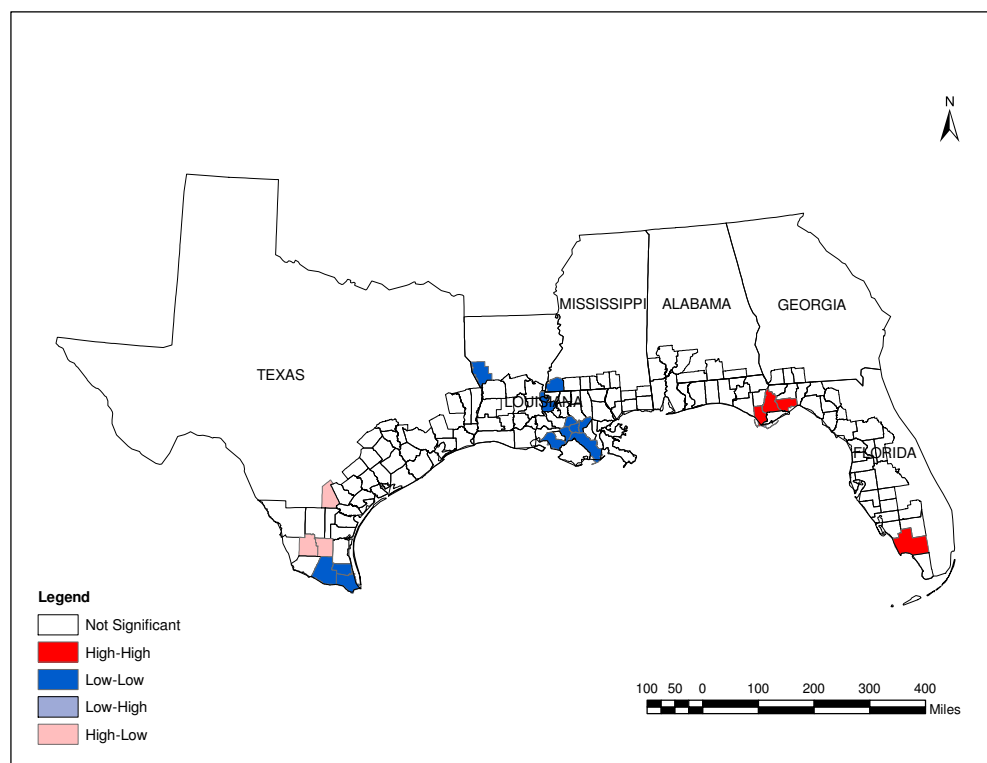 N
MISSISSIPPI
ALABAMA
GEORGIA
TEXAS
LOUISIANA
FLORIDA
Legend
Not Significant
High-High
Low-Low
Low-High
High-Low
100 50 0 100 200 300 400
Miles